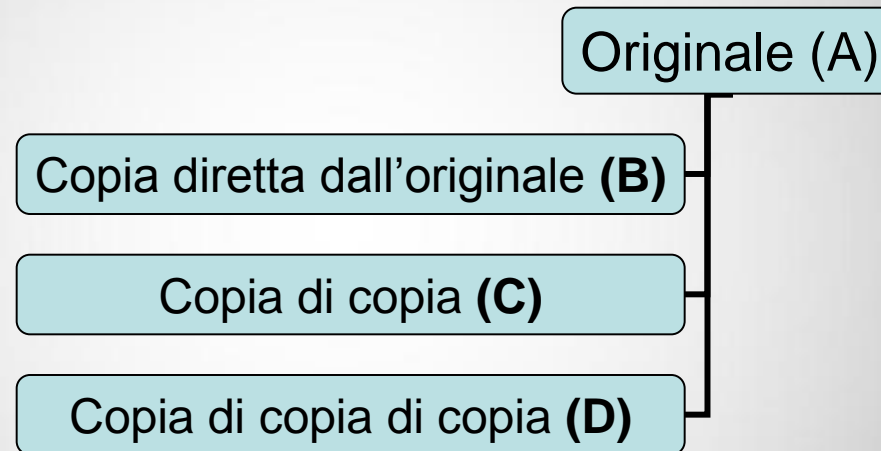 Originale (A)
Copia diretta dall’originale (B)
Copia di copia (C)
Copia di copia di copia (D)